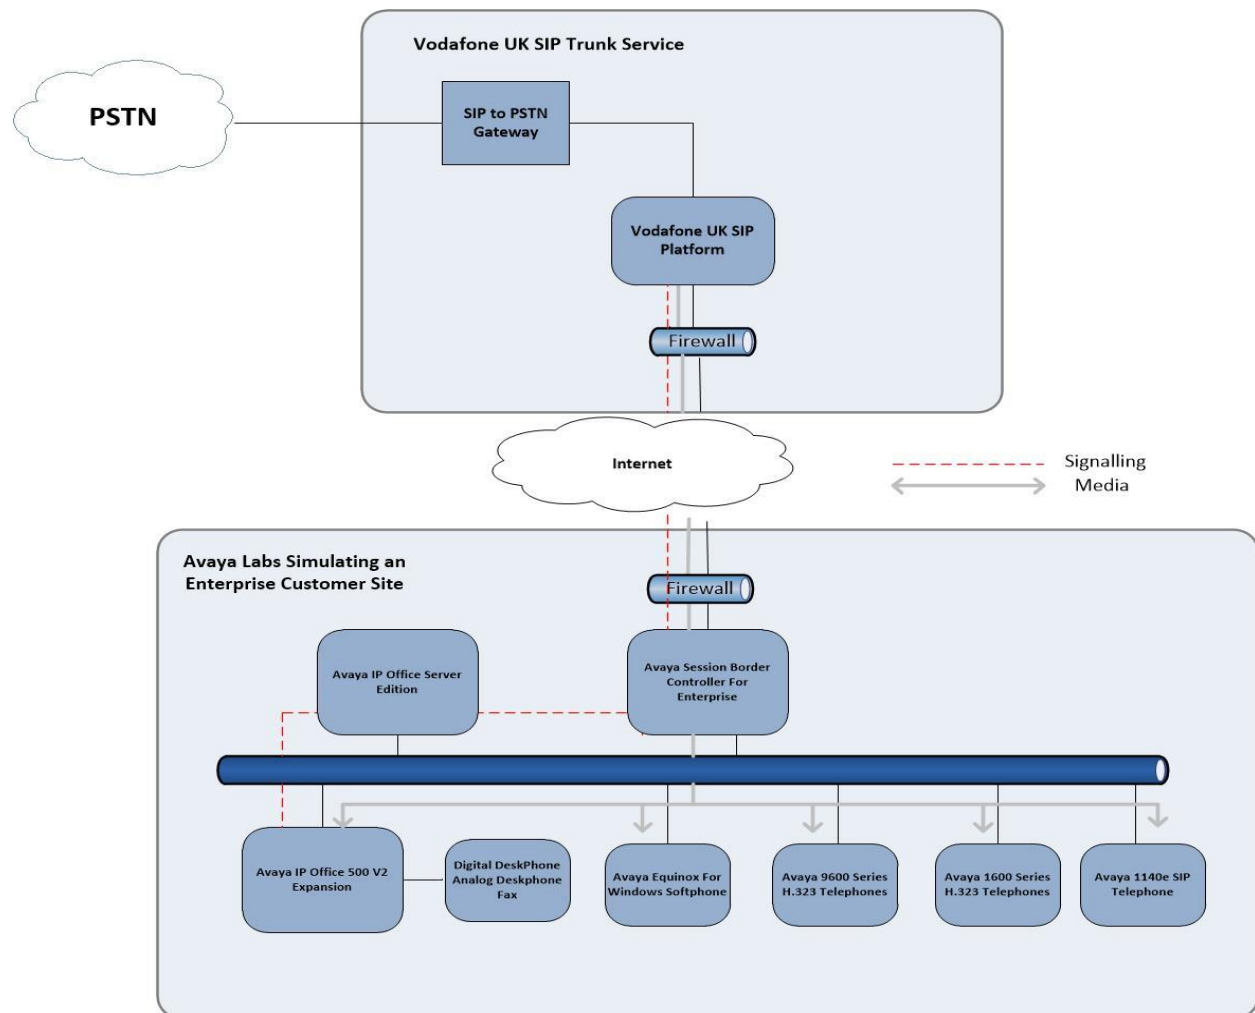 Vodafone UK SIP Trunk Service
PSTN
SIP to PSTN
Gateway
Vodafone UK SIP
Platform
Firewall
Internet
Signalling
Media
Avaya Labs Simulating an
Enterprise Customer Site
Firewall
Avaya IP Office Server
Edition
Avaya Session Border
Controller For
Enterprise
Avaya IP Office 500 V2
Expansion
Digital DeskPhone
Analog Deskphone
Fax
Avaya Equinox For
Windows Softphone
Avaya 9600 Series
H.323 Telephones
Avaya 1600 Series
H.323 Telephones
Avaya 1140e SIP
Telephone